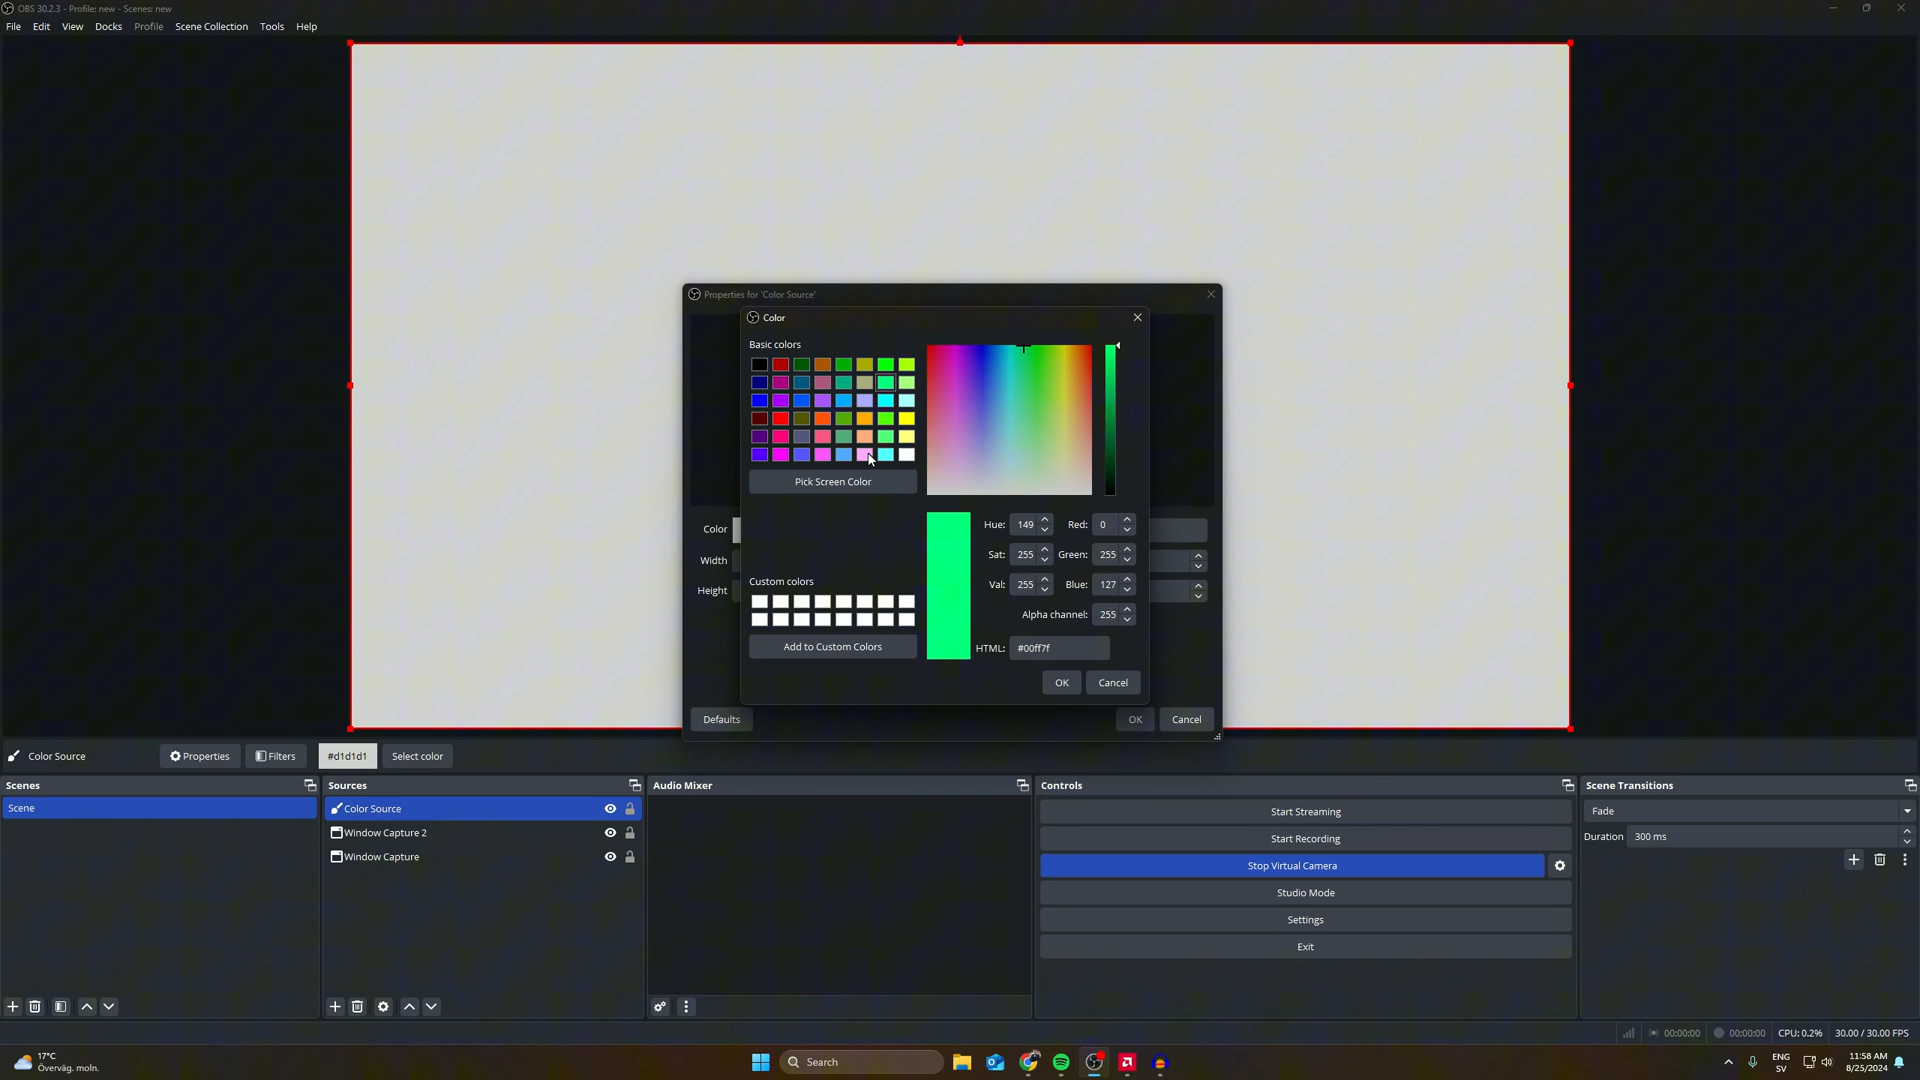 OBS 30.2.3 - Profile: new - Scenes: new
File Edit View Docks Profile Scene Collection Tools Help
Properties for 'Color Source'
Color
Basic colors
Pick Screen Color
Custom colors
Add to Custom Colors
Hue: 149 Red: 0
Sat: 255 Green: 255
Val: 255 Blue: 127
Alpha channel: 255
HTML: #00ff7f
OK Cancel
Color
Width
Height
Defaults OK Cancel
Color Source Properties Filters #d1d1d1 Select color
Scenes
Scene
Sources
Color Source
Window Capture 2
Window Capture
Audio Mixer
Controls
Start Streaming
Start Recording
Stop Virtual Camera
Studio Mode
Settings
Exit
Scene Transitions
Fade
Duration 300 ms
00:00:00 00:00:00 CPU: 0.2% 30.00 / 30.00 FPS
17°C
Överväg. moln.
Search
ENG
SV
11:58 AM
8/25/2024